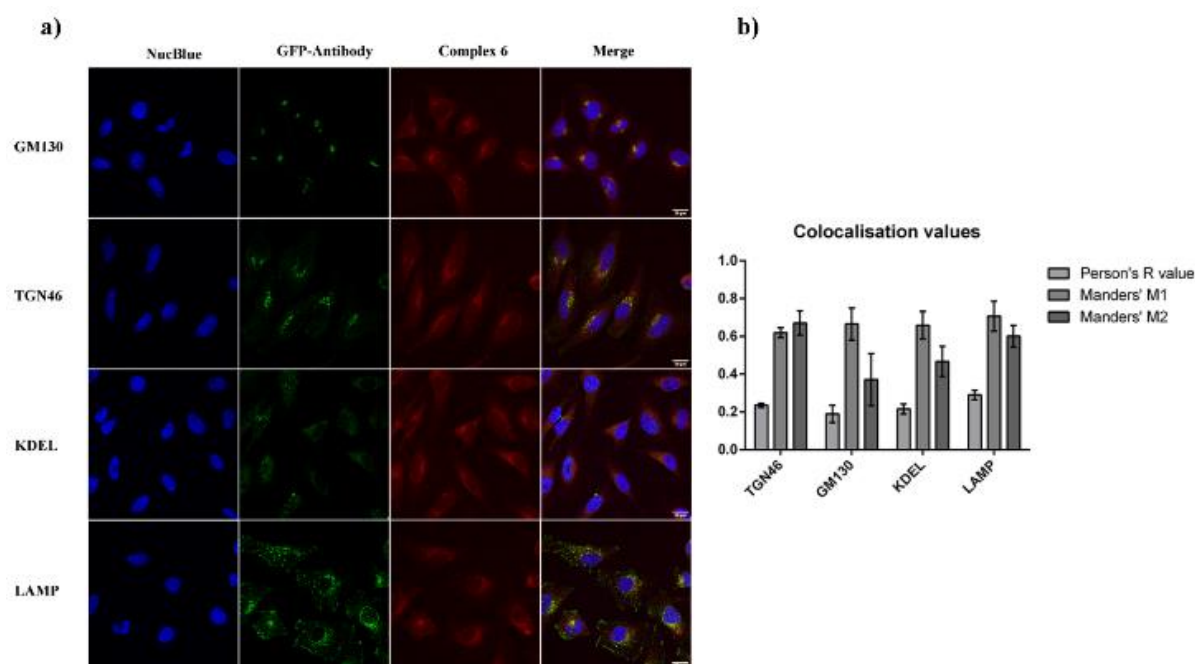 a)
NucBlue GFP-Antibody Complex 6 Merge
GM130
TGN46
KDEL
LAMP
b)
Colocalisation values
1.0
0.8
0.6
0.4
0.2
0.0
TGN46 GM130 KDEL LAMP
Person's R value
Manders' M1
Manders' M2